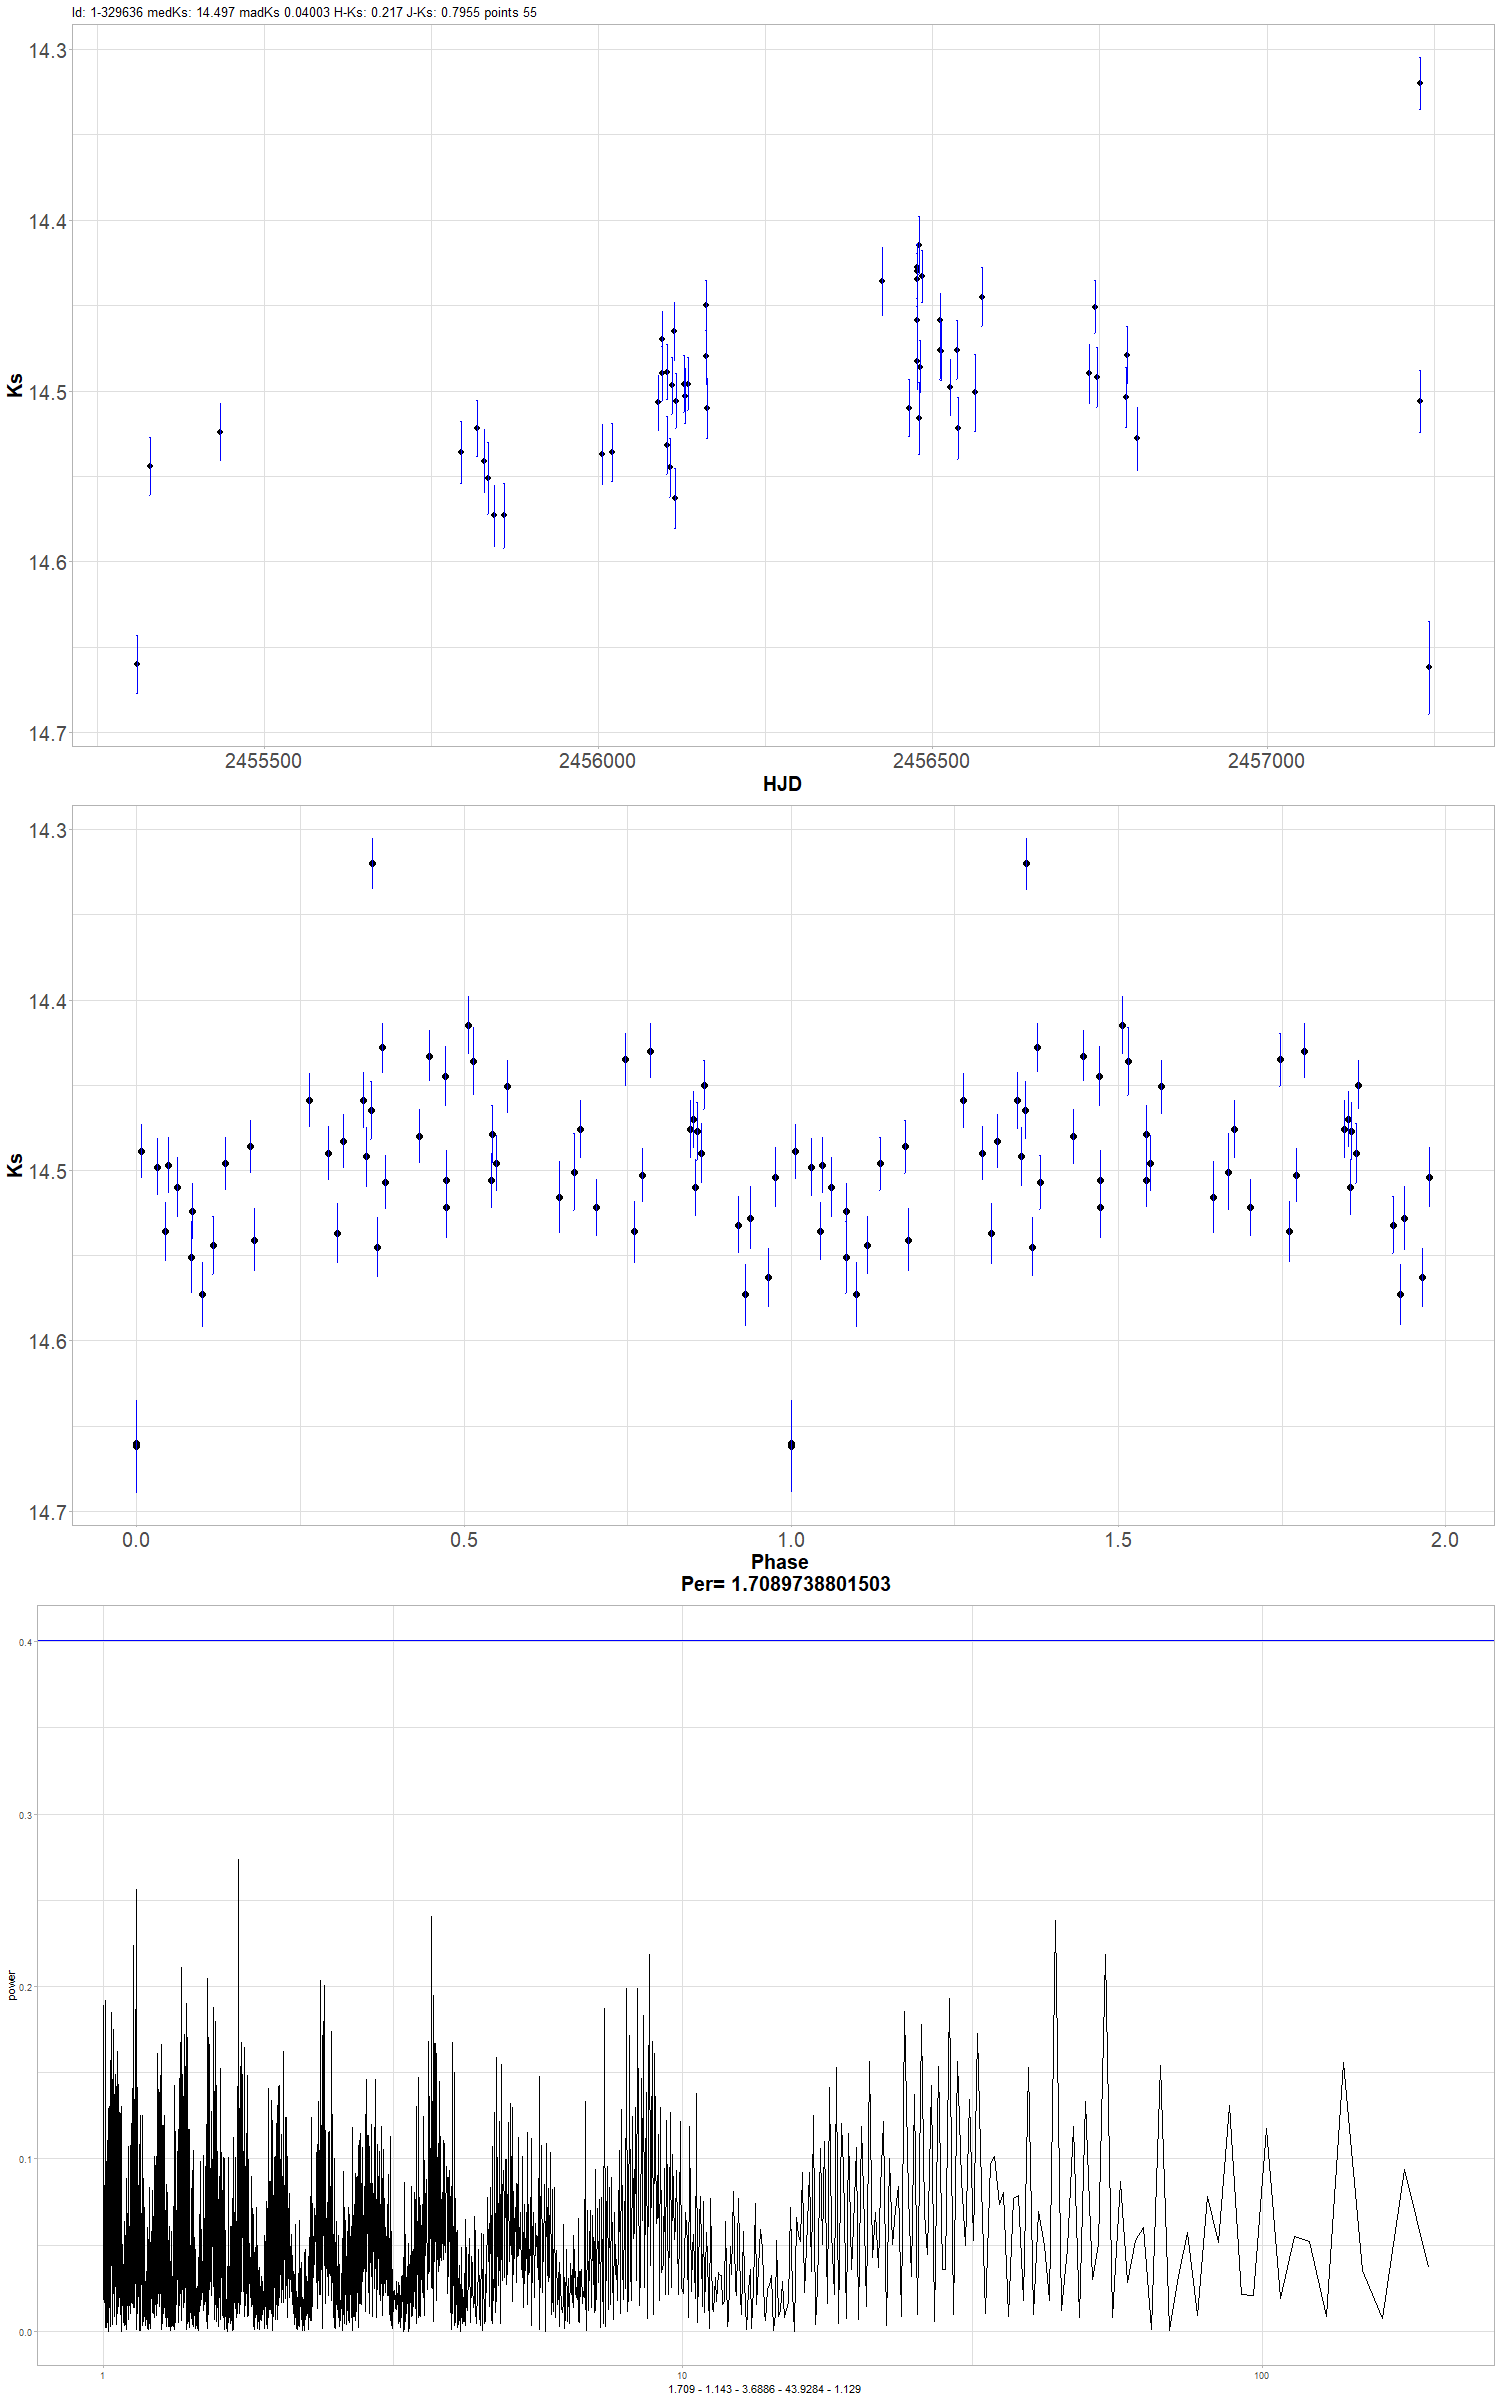 Id: 1-329636 medKs: 14.497 madKs 0.04003 H-Ks: 0.217 J-Ks: 0.7955 points 55
14.3
14.4
14.5
14.6
14.7
Ks
2455500 2456000 2456500 2457000
HJD
14.3
14.4
14.5
14.6
14.7
Ks
0.0 0.5 1.0 1.5 2.0
Phase
Per= 1.7089738801503
0.4
0.3
0.2
0.1
0.0
power
1 10 100
1.709 - 1.143 - 3.6886 - 43.9284 - 1.129